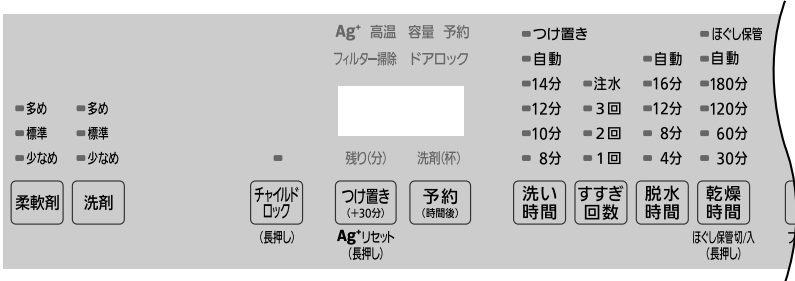 Ag⁺ 高温 容量 予約 つけ置き ほぐし保管
フィルター掃除 ドアロック 自動 自動 自動
14分 注水 16分 180分
多め 多め 12分 3回 12分 120分
標準 標準 10分 2回 8分 60分
少なめ 少なめ 残り(分) 洗剤(杯) 8分 1回 4分 30分
柔軟剤 洗剤 チャイルドロック つけ置き(+30分) 予約(時間後) 洗い時間 すすぎ回数 脱水時間 乾燥時間
(長押し) Ag⁺リセット(長押し) ほぐし保管切/入(長押し)